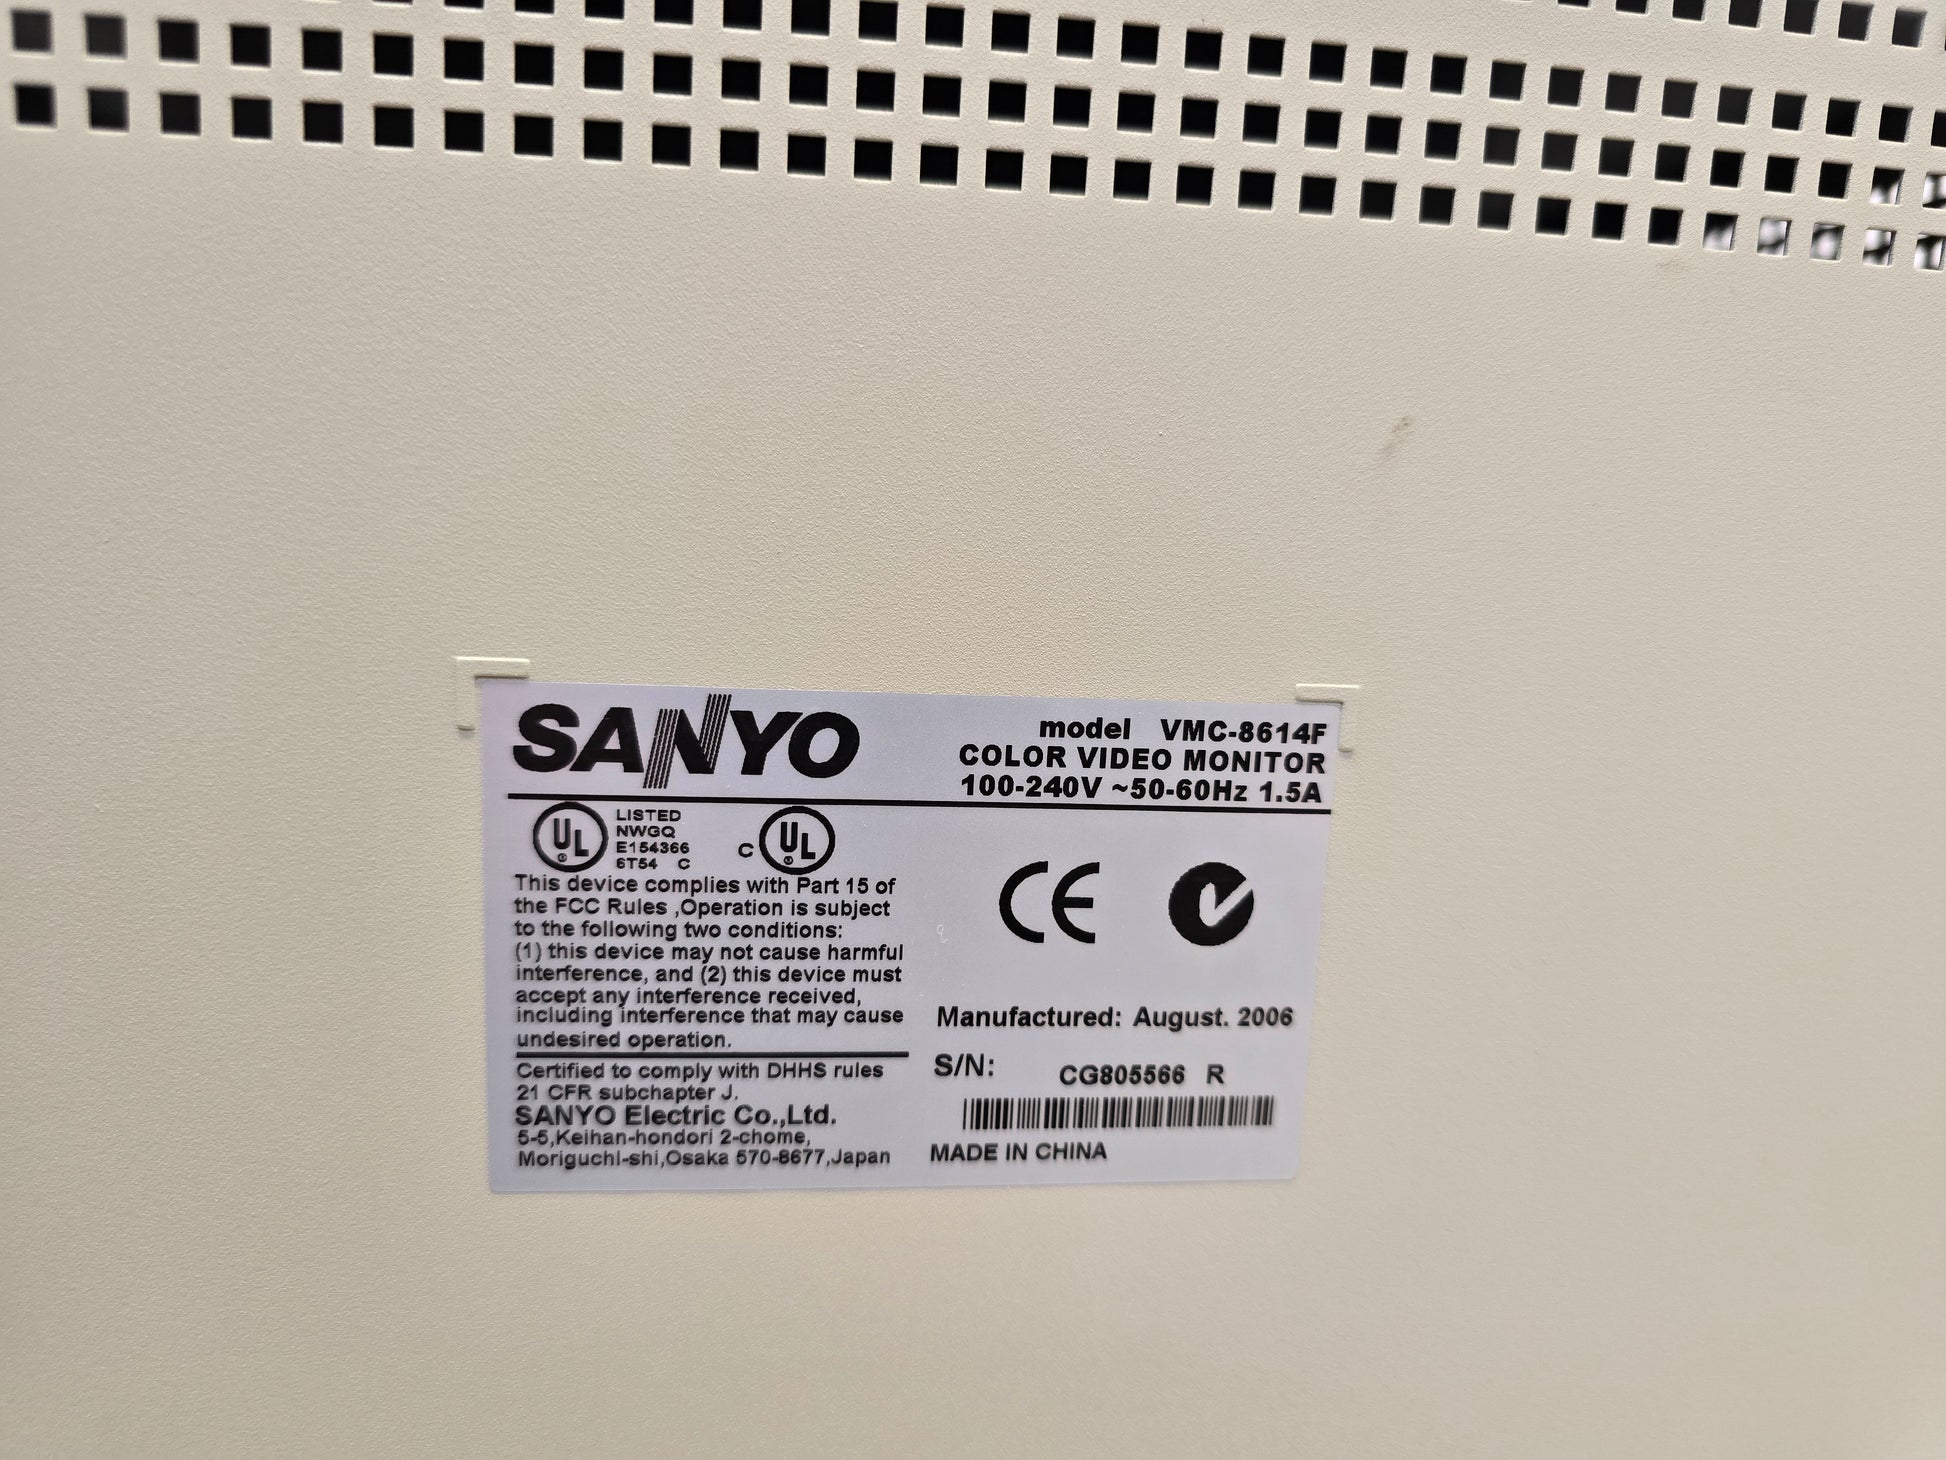 SANYO
model VMC-8614F
COLOR VIDEO MONITOR
100-240V ~50-60Hz 1.5A
UL
LISTED
NWGQ
E154366
6T54 C
C UL
This device complies with Part 15 of
the FCC Rules ,Operation is subject
to the following two conditions:
(1) this device may not cause harmful
interference, and (2) this device must
accept any interference received,
including interference that may cause
undesired operation.
Certified to comply with DHHS rules
21 CFR subchapter J.
SANYO Electric Co.,Ltd.
5-5,Keihan-hondori 2-chome,
Moriguchi-shi,Osaka 570-8677,Japan
CE
Manufactured: August. 2006
S/N: CG805566 R
MADE IN CHINA